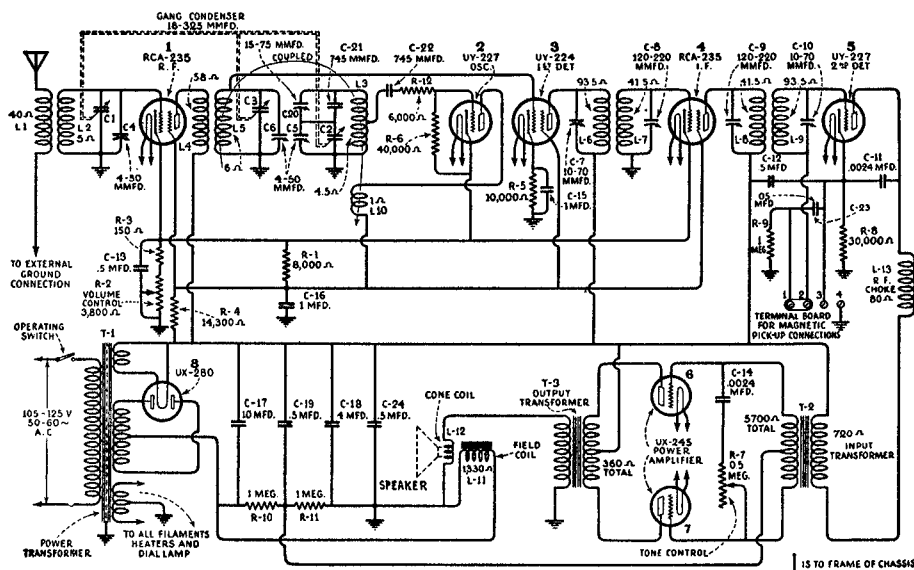 GANG CONDENSER
18-325 MMFD.
1
RCA-235
R.F.
15-75 MMFD.
COUPLED
C-21
745 MMFD.
C-22
745 MMFD.
2
UY-227
OSC.
3
UY-224
1ST DET
C-8
120-220
MMFD.
4
RCA-235
I.F.
C-9
120-220
MMFD.
C-10
10-70
MMFD.
5
UY-227
2ND DET
40Ω
L1
L2
5Ω
C1
C4
4-50
MMFD.
58Ω
L4
L5
6Ω
C3
C6
C20
C5
C2
4-50
MMFD.
4.5Ω
L3
R-12
6,000Ω
R-6
40,000Ω
1Ω
L10
R-5
10,000Ω
C-15
.1 MFD.
C-7
10-70
MMFD.
93.5Ω
L-6
41.5Ω
L-7
41.5Ω
L-8
93.5Ω
L-9
C-12
.5 MFD
C-11
.0024 MFD.
.05
MFD
C-23
R-9
1
MEG.
R-8
30,000Ω
L-13
R.F.
CHOKE
80Ω
1 2 3 4
TERMINAL BOARD
FOR MAGNETIC
PICK-UP CONNECTIONS
TO EXTERNAL
GROUND
CONNECTION
R-3
150Ω
C-13
.5 MFD.
R-2
VOLUME
CONTROL
3,800Ω
R-4
14,300Ω
R-1
8,000Ω
C-16
1 MFD.
OPERATING
SWITCH
T-1
105-125 V
50-60~
A.C
8
UX-280
POWER
TRANSFORMER
TO ALL FILAMENTS
HEATERS AND
DIAL LAMP
C-17
10 MFD.
C-19
.5 MFD.
C-18
4 MFD.
C-24
.5 MFD.
1 MEG.
R-10
1 MEG.
R-11
CONE COIL
L-12
SPEAKER
FIELD
COIL
1330Ω
L-11
T-3
OUTPUT
TRANSFORMER
360Ω
TOTAL
6
UX-245
POWER
AMPLIFIER
7
C-14
.0024
MFD.
R-7
0.5
MEG.
TONE CONTROL
5700Ω
TOTAL
T-2
720Ω
INPUT
TRANSFORMER
IS TO FRAME OF CHASSIS